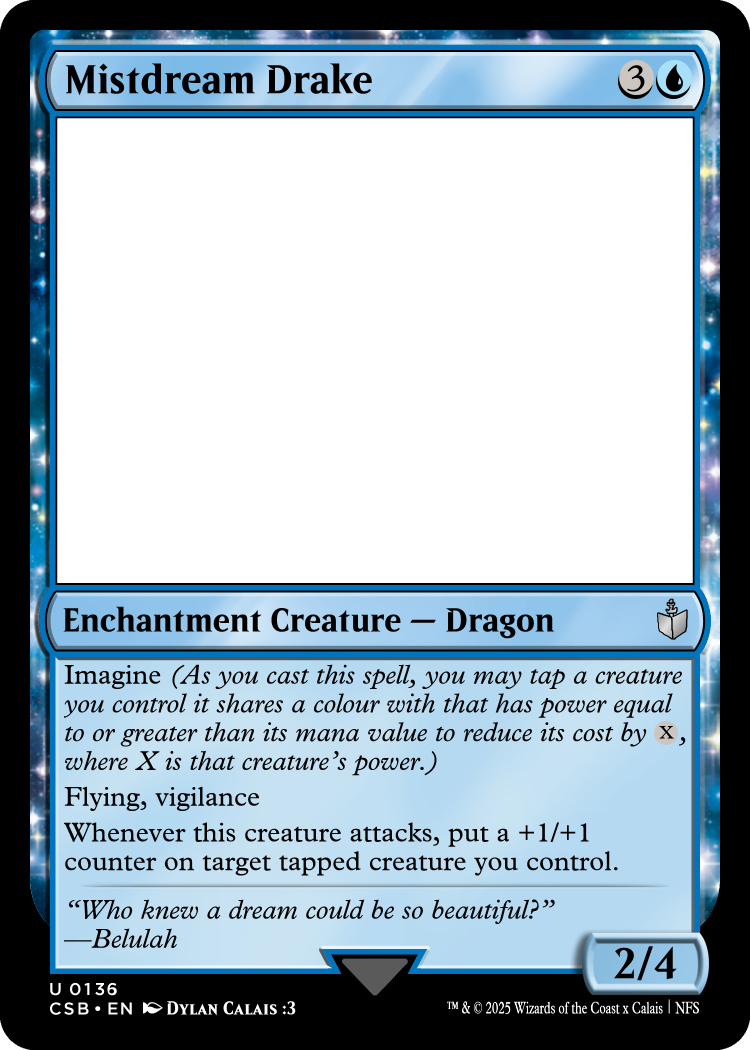 Mistdream Drake 3
Enchantment Creature — Dragon
Imagine (As you cast this spell, you may tap a creature
you control it shares a colour with that has power equal
to or greater than its mana value to reduce its cost by X,
where X is that creature's power.)
Flying, vigilance
Whenever this creature attacks, put a +1/+1
counter on target tapped creature you control.
“Who knew a dream could be so beautiful?”
—Belulah
2/4
U 0136
CSB • EN Dylan Calais :3
™ & © 2025 Wizards of the Coast x Calais | NFS